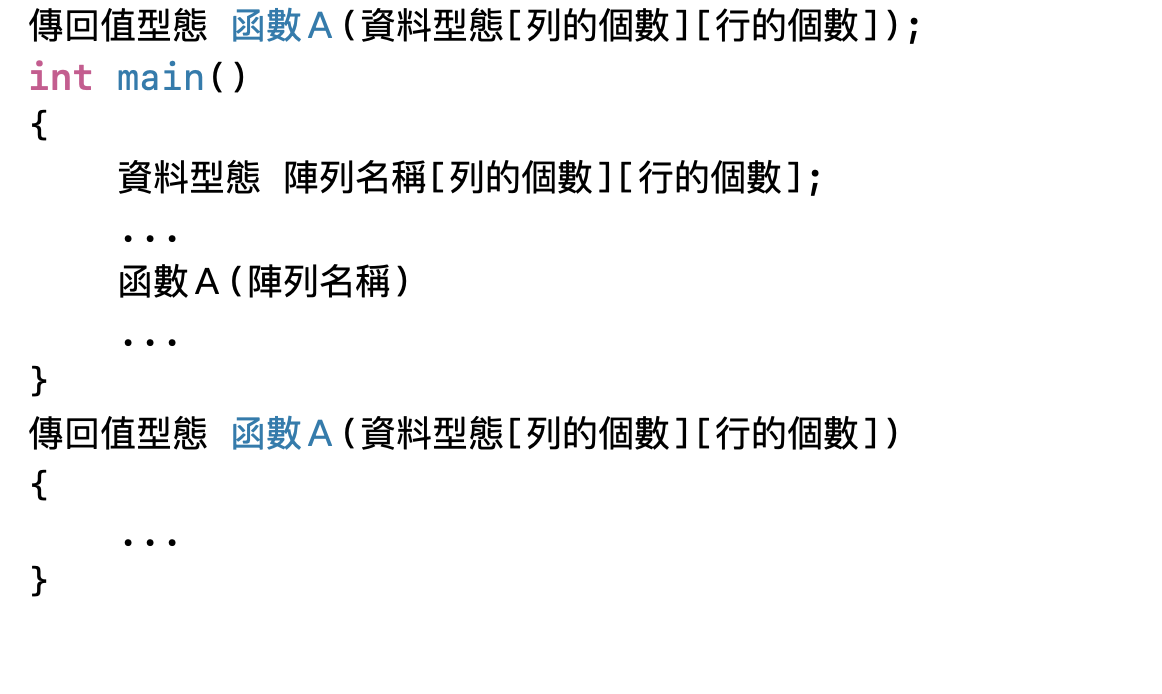 傳回值型態 函數A(資料型態[列的個數][行的個數]);
int main()
{
    資料型態 陣列名稱[列的個數][行的個數];
    ...
    函數A(陣列名稱)
    ...
}
傳回值型態 函數A(資料型態[列的個數][行的個數])
{
    ...
}